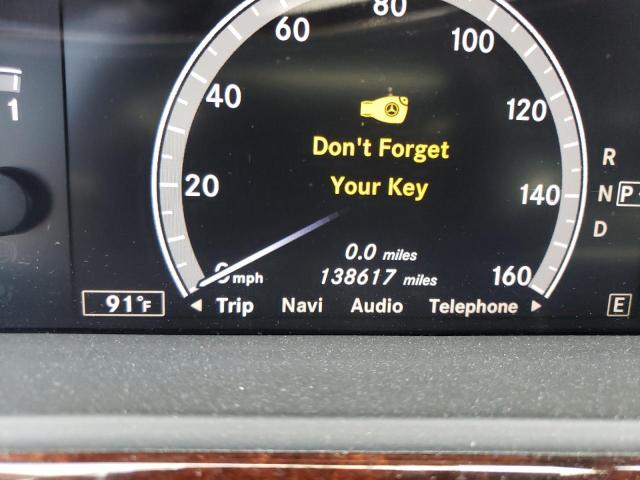 80
60
100
40
120
1
Don't Forget
Your Key
R
20
140
N P
D
0.0 miles
0 mph
138617 miles
160
91°F
Trip Navi Audio Telephone
E